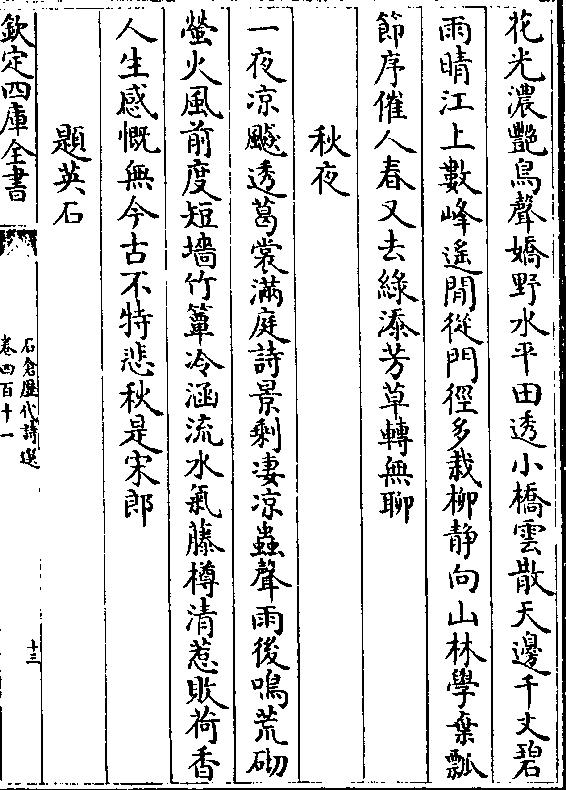 花光濃艷鳥聲嬌野水平田透小橋雲散天邊千丈碧
雨晴江上數峰遙閒從門徑多栽柳静向山林學棄瓢
節序催人春又去綠添芳草轉無聊
秋夜
一夜凉飈透葛裳滿庭詩景剩淒凉蟲聲雨後鳴荒砌
螢火風前度短墻竹簟冷涵流水氣藤樽清惹敗荷香
人生感慨無今古不特悲秋是宋郎
題英石
欽定四庫全書
石倉歷代詩選
卷四百十一
十三